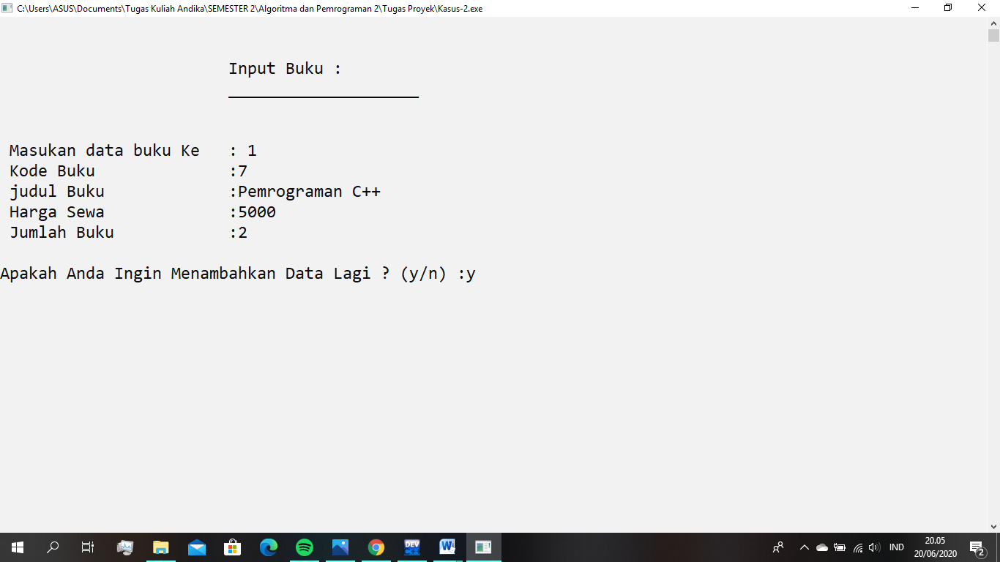 C:\Users\ASUS\Documents\Tugas Kuliah Andika\SEMESTER 2\Algoritma dan Pemrograman 2\Tugas Proyek\Kasus-2.exe
Input Buku :
____________________
Masukan data buku Ke : 1
Kode Buku :7
judul Buku :Pemrograman C++
Harga Sewa :5000
Jumlah Buku :2
Apakah Anda Ingin Menambahkan Data Lagi ? (y/n) :y
DEV
W
IND
20.05
20/06/2020
2